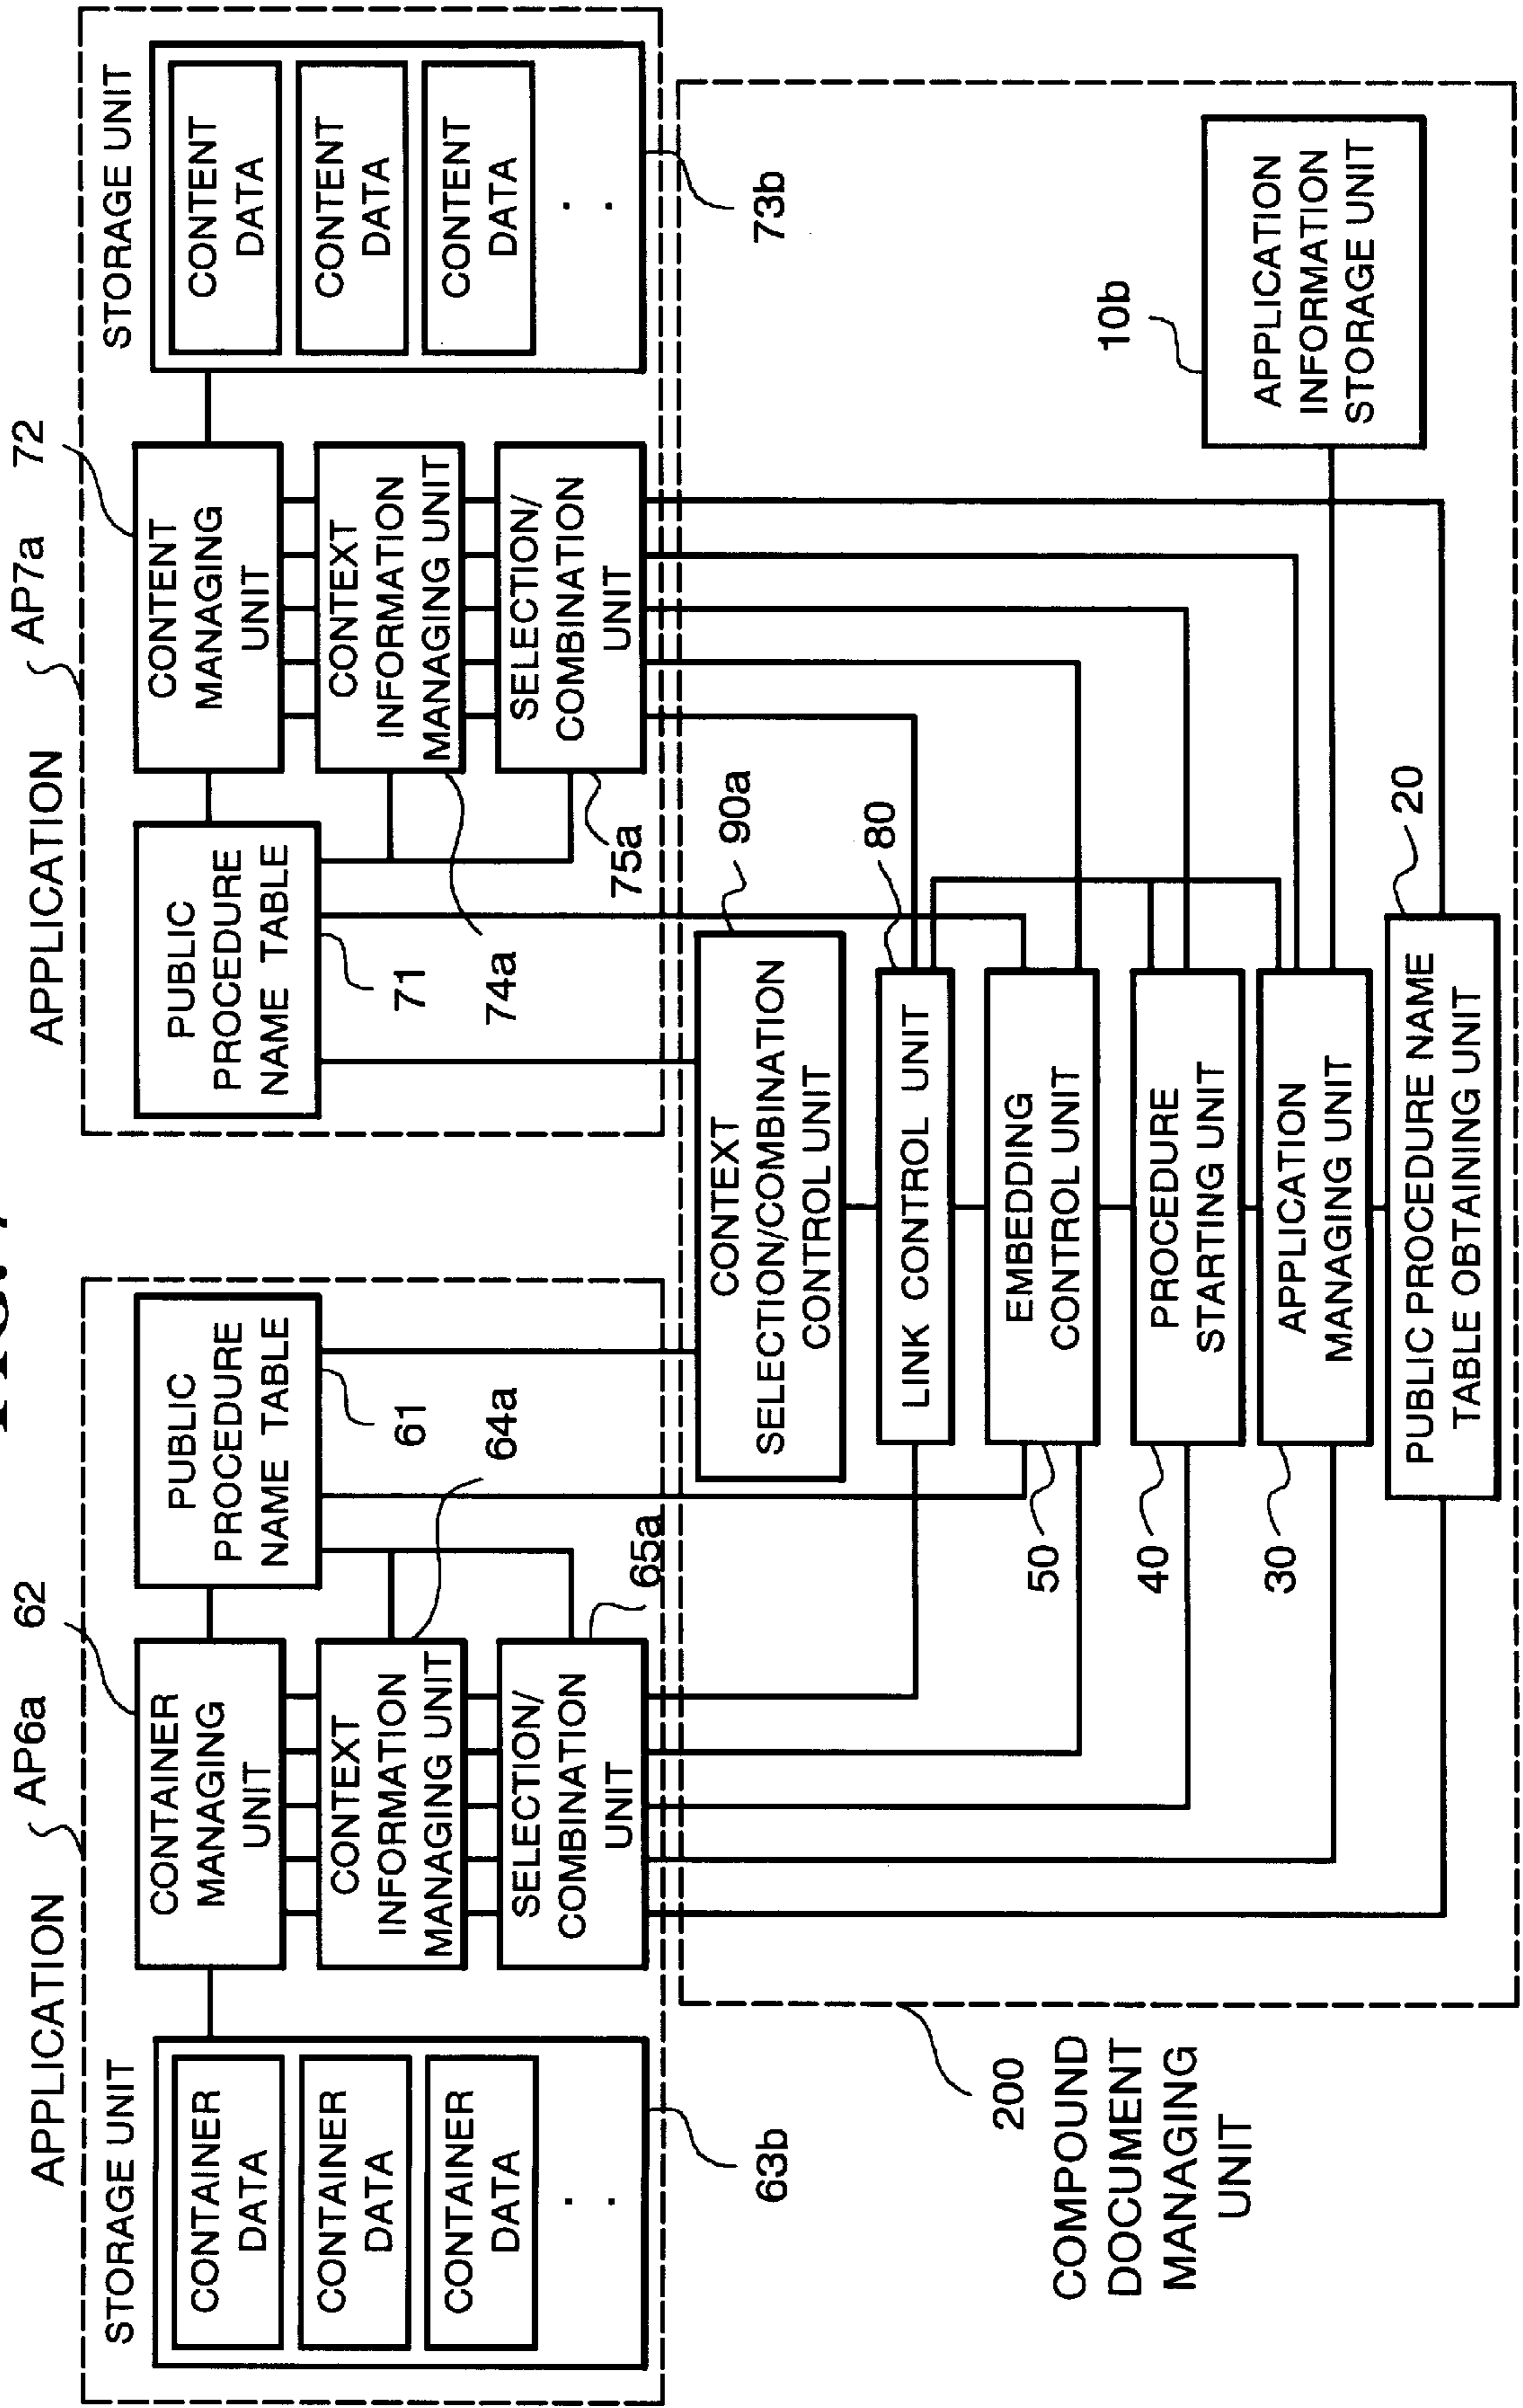 APPLICATION AP6a 62
STORAGE UNIT
CONTAINER
DATA
CONTAINER
DATA
CONTAINER
DATA
63b
CONTAINER
MANAGING
UNIT
CONTEXT
INFORMATION
MANAGING UNIT
SELECTION/
COMBINATION
UNIT
PUBLIC
PROCEDURE
NAME TABLE
61
64a
65a
APPLICATION AP7a 72
PUBLIC
PROCEDURE
NAME TABLE
71
74a
75a
CONTENT
MANAGING
UNIT
CONTEXT
INFORMATION
MANAGING UNIT
SELECTION/
COMBINATION
UNIT
STORAGE UNIT
CONTENT
DATA
CONTENT
DATA
CONTENT
DATA
73b
200
COMPOUND
DOCUMENT
MANAGING
UNIT
CONTEXT
SELECTION/COMBINATION
CONTROL UNIT
90a
LINK CONTROL UNIT
80
EMBEDDING
CONTROL UNIT
50
PROCEDURE
STARTING UNIT
40
APPLICATION
MANAGING UNIT
30
PUBLIC PROCEDURE NAME
TABLE OBTAINING UNIT
20
10b
APPLICATION
INFORMATION
STORAGE UNIT